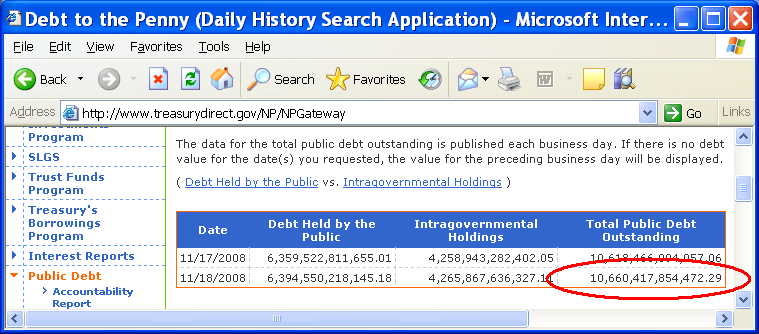 Debt to the Penny (Daily History Search Application) - Microsoft Inter...
File Edit View Favorites Tools Help
Back Search Favorites
Address http://www.treasurydirect.gov/NP/NPGateway Go Links
Investments
Program
SLGS
Trust Funds
Program
Treasury's
Borrowings
Program
Interest Reports
Public Debt
Accountability
Report
The data for the total public debt outstanding is published each business day. If there is no debt
value for the date(s) you requested, the value for the preceding business day will be displayed.
( Debt Held by the Public vs. Intragovernmental Holdings )
Date Debt Held by the Public Intragovernmental Holdings Total Public Debt Outstanding
11/17/2008 6,359,522,811,655.01 4,258,943,282,402.05 10,618,466,094,057.06
11/18/2008 6,394,550,218,145.18 4,265,867,636,327.11 10,660,417,854,472.29